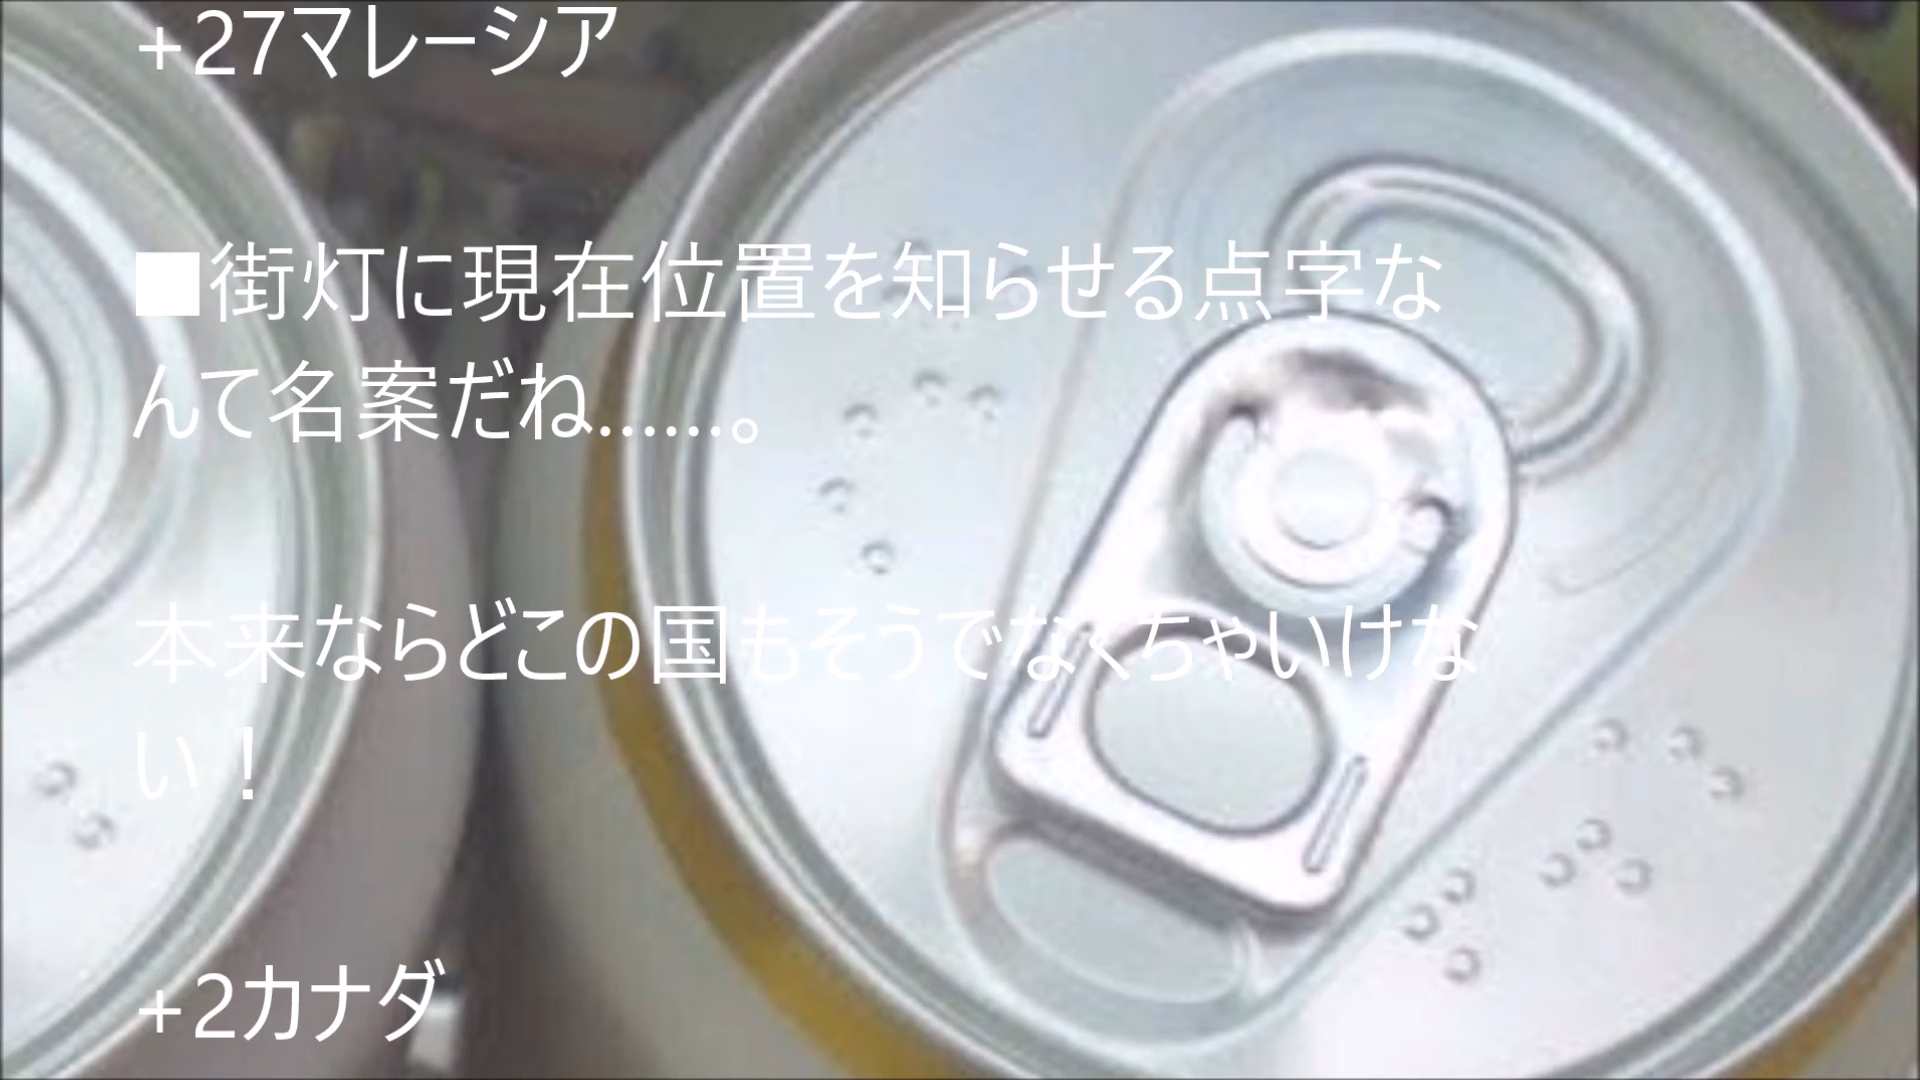 +27マレーシア
■街灯に現在位置を知らせる点字な
んて名案だね……。
本来ならどこの国もそうでなくちゃいけな
い！
+2カナダ